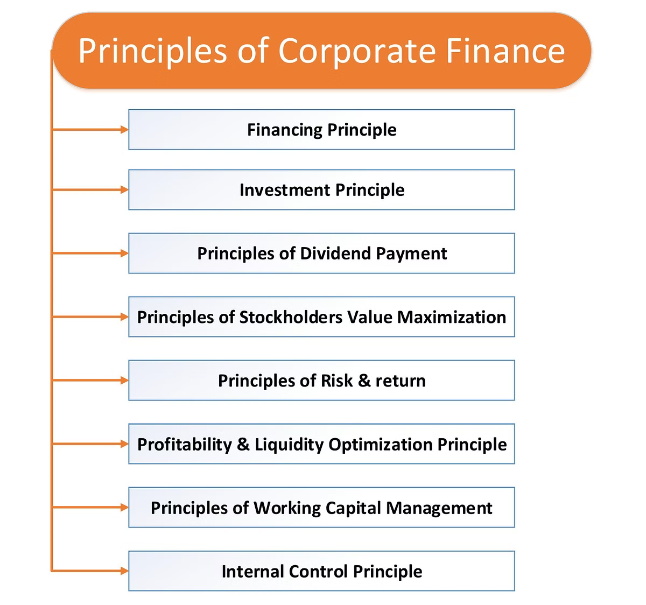 Principles of Corporate Finance
Financing Principle
Investment Principle
Principles of Dividend Payment
Principles of Stockholders Value Maximization
Principles of Risk & return
Profitability & Liquidity Optimization Principle
Principles of Working Capital Management
Internal Control Principle